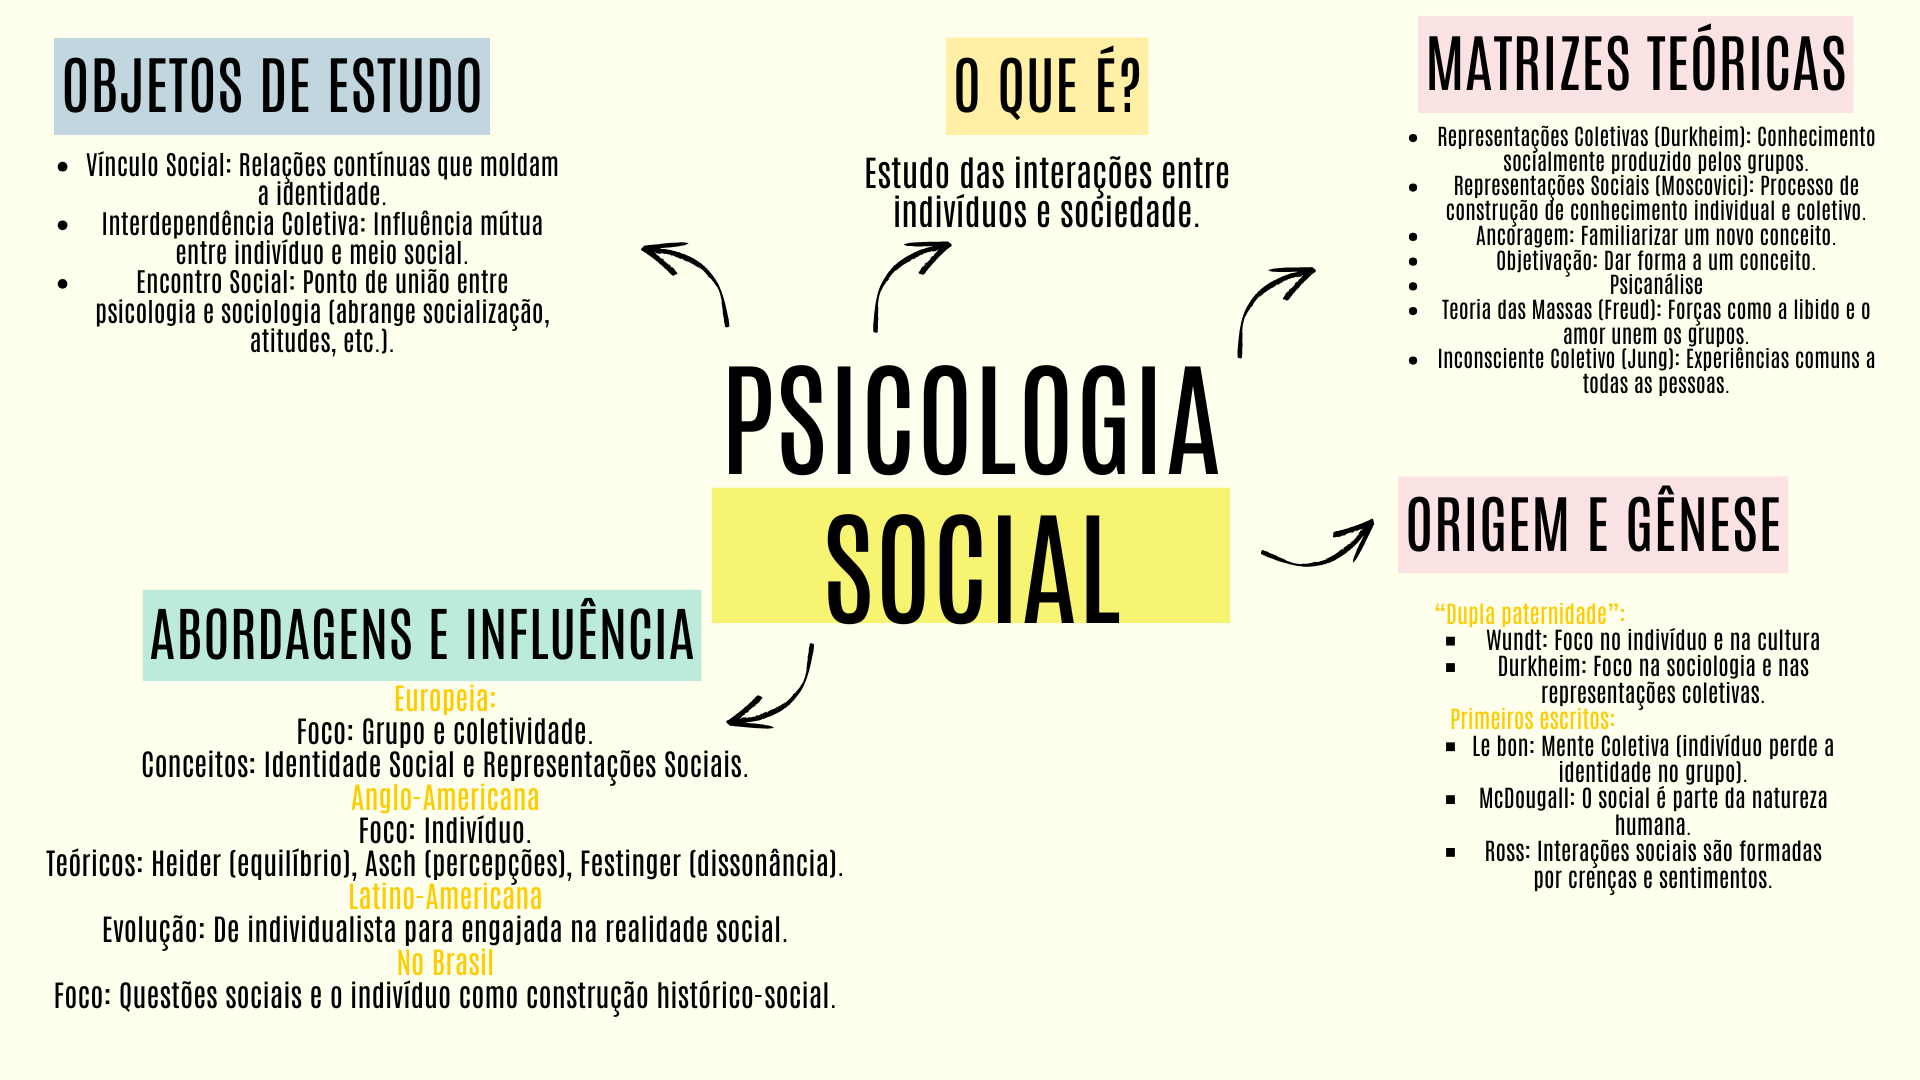 OBJETOS DE ESTUDO
Vínculo Social: Relações contínuas que moldam
a identidade.
Interdependência Coletiva: Influência mútua
entre indivíduo e meio social.
Encontro Social: Ponto de união entre
psicologia e sociologia (abrange socialização,
atitudes, etc.).
O QUE É?
Estudo das interações entre
indivíduos e sociedade.
MATRIZES TEÓRICAS
Representações Coletivas (Durkheim): Conhecimento
socialmente produzido pelos grupos.
Representações Sociais (Moscovici): Processo de
construção de conhecimento individual e coletivo.
Ancoragem: Familiarizar um novo conceito.
Objetivação: Dar forma a um conceito.
Psicanálise
Teoria das Massas (Freud): Forças como a libido e o
amor unem os grupos.
Inconsciente Coletivo (Jung): Experiências comuns a
todas as pessoas.
PSICOLOGIA
SOCIAL
ORIGEM E GÊNESE
“Dupla paternidade”:
Wundt: Foco no indivíduo e na cultura
Durkheim: Foco na sociologia e nas
representações coletivas.
Primeiros escritos:
Le bon: Mente Coletiva (indivíduo perde a
identidade no grupo).
McDougall: O social é parte da natureza
humana.
Ross: Interações sociais são formadas
por crenças e sentimentos.
ABORDAGENS E INFLUÊNCIA
Europeia:
Foco: Grupo e coletividade.
Conceitos: Identidade Social e Representações Sociais.
Anglo-Americana
Foco: Indivíduo.
Teóricos: Heider (equilíbrio), Asch (percepções), Festinger (dissonância).
Latino-Americana
Evolução: De individualista para engajada na realidade social.
No Brasil
Foco: Questões sociais e o indivíduo como construção histórico-social.